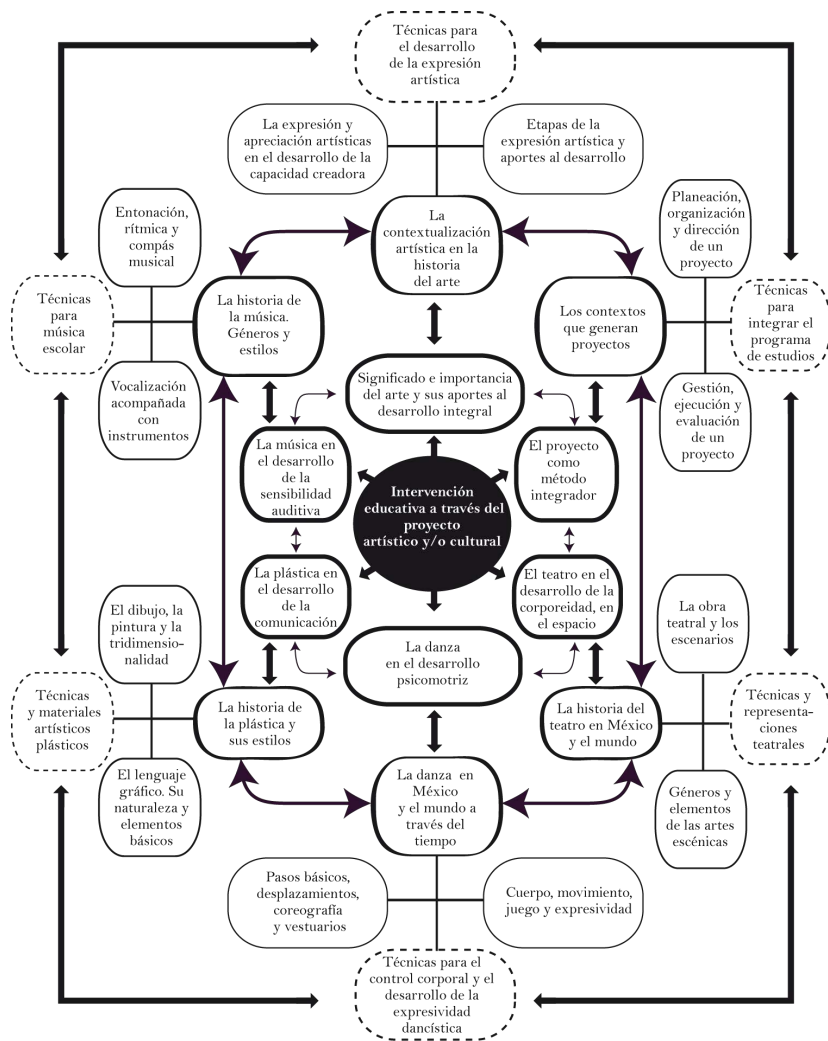 Técnicas para
el desarrollo
de la expresión
artística
La expresión y
apreciación artísticas
en el desarrollo de la
capacidad creadora
Etapas de la
expresión artística y
aportes al desarrollo
Entonación,
rítmica y
compás
musical
La
contextualización
artística en la
historia
del arte
Planeación,
organización
y dirección
de un
proyecto
Técnicas
para
música
escolar
La historia de
la música.
Géneros y
estilos
Los contextos
que generan
proyectos
Técnicas
para
integrar el
programa
de estudios
Vocalización
acompañada
con
instrumentos
Significado e importancia
del arte y sus aportes al
desarrollo integral
Gestión,
ejecución y
evaluación
de un
proyecto
La música en
el desarrollo
de la
sensibilidad
auditiva
El proyecto
como
método
integrador
Intervención
educativa a través del
proyecto
artístico y/o cultural
La plástica en
el desarrollo
de la
comunicación
El teatro en el
desarrollo de la
corporeidad, en
el espacio
El dibujo, la
pintura y la
tridimensio-
nalidad
La danza
en el desarrollo
psicomotriz
La obra
teatral y los
escenarios
Técnicas
y materiales
artísticos
plásticos
La historia de
la plástica y
sus estilos
La historia del
teatro en México
y el mundo
Técnicas y
representa-
ciones
teatrales
El lenguaje
gráfico. Su
naturaleza y
elementos
básicos
La danza en
México
y el mundo a
través del
tiempo
Géneros y
elementos
de las artes
escénicas
Pasos básicos,
desplazamientos,
coreografía
y vestuarios
Cuerpo, movimiento,
juego y expresividad
Técnicas para el
control corporal y el
desarrollo de la
expresividad
dancística